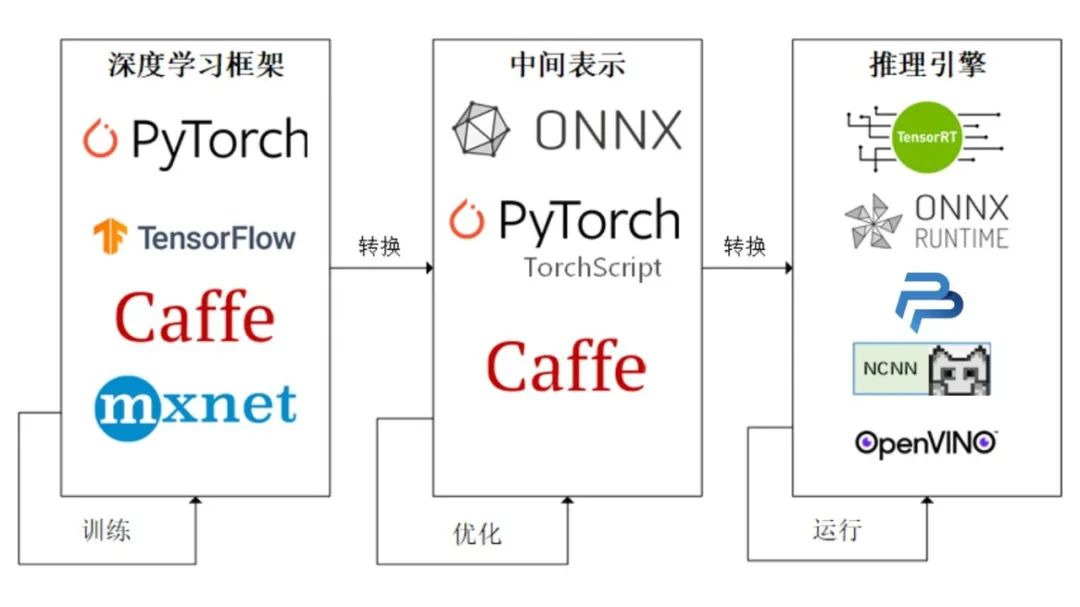 深度学习框架
PyTorch
TensorFlow
Caffe
mxnet
训练
转换
中间表示
ONNX
PyTorch
TorchScript
Caffe
优化
转换
推理引擎
TensorRT
ONNX
RUNTIME
NCNN
OpenVINO
运行